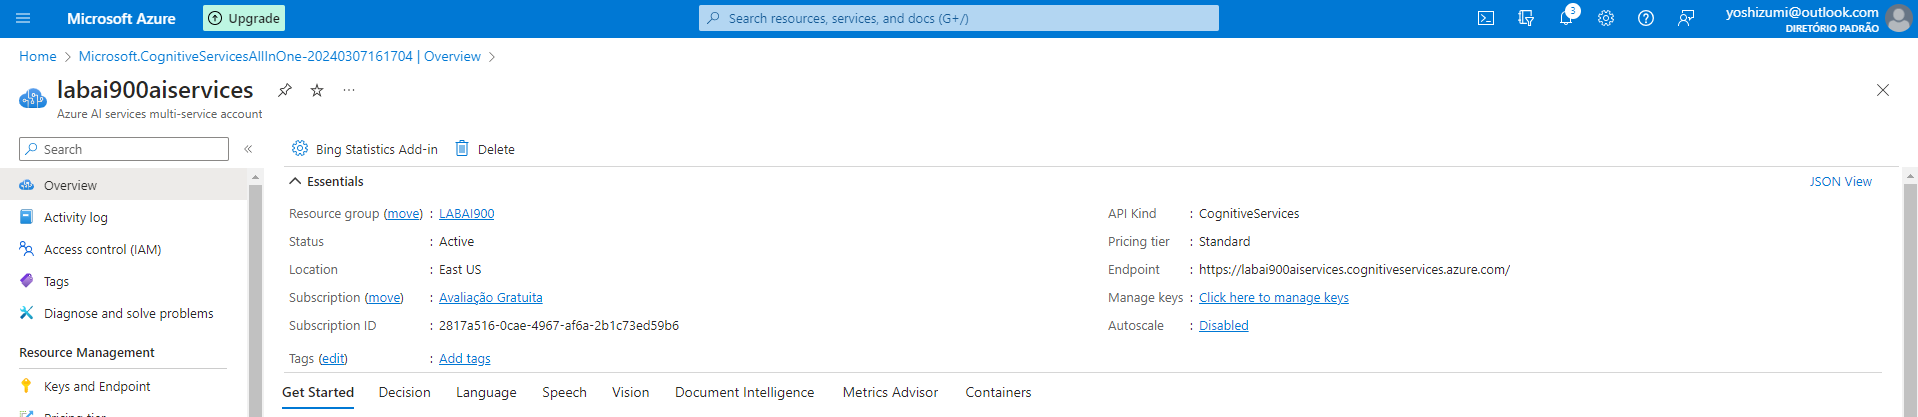 Microsoft Azure
Upgrade
Search resources, services, and docs (G+/)
3
yoshizumi@outlook.com
DIRETÓRIO PADRÃO
Home > Microsoft.CognitiveServicesAllInOne-20240307161704 | Overview >
labai900aiservices
Azure AI services multi-service account
Search
Overview
Activity log
Access control (IAM)
Tags
Diagnose and solve problems
Resource Management
Keys and Endpoint
Pricing tier
Bing Statistics Add-in
Delete
Essentials
JSON View
Resource group (move) : LABAI900
Status : Active
Location : East US
Subscription (move) : Avaliação Gratuita
Subscription ID : 2817a516-0cae-4967-af6a-2b1c73ed59b6
Tags (edit) : Add tags
API Kind : CognitiveServices
Pricing tier : Standard
Endpoint : https://labai900aiservices.cognitiveservices.azure.com/
Manage keys : Click here to manage keys
Autoscale : Disabled
Get Started Decision Language Speech Vision Document Intelligence Metrics Advisor Containers